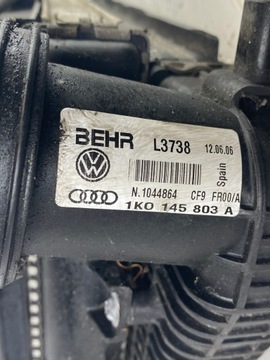 BEHR L3738 12.06.06
Spain
N.1044864 CF9 FR00/A
1K0 145 803 A